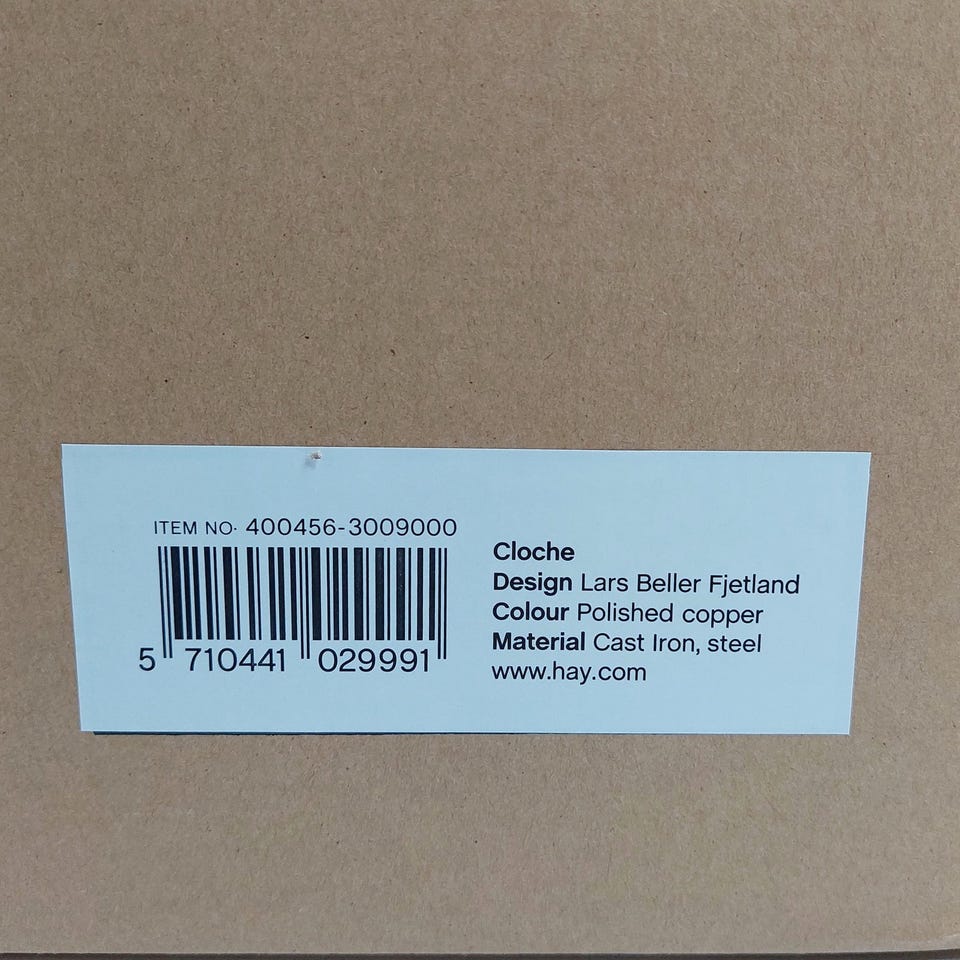 ITEM NO· 400456-3009000
5 710441 029991
Cloche
Design Lars Beller Fjetland
Colour Polished copper
Material Cast Iron, steel
www.hay.com